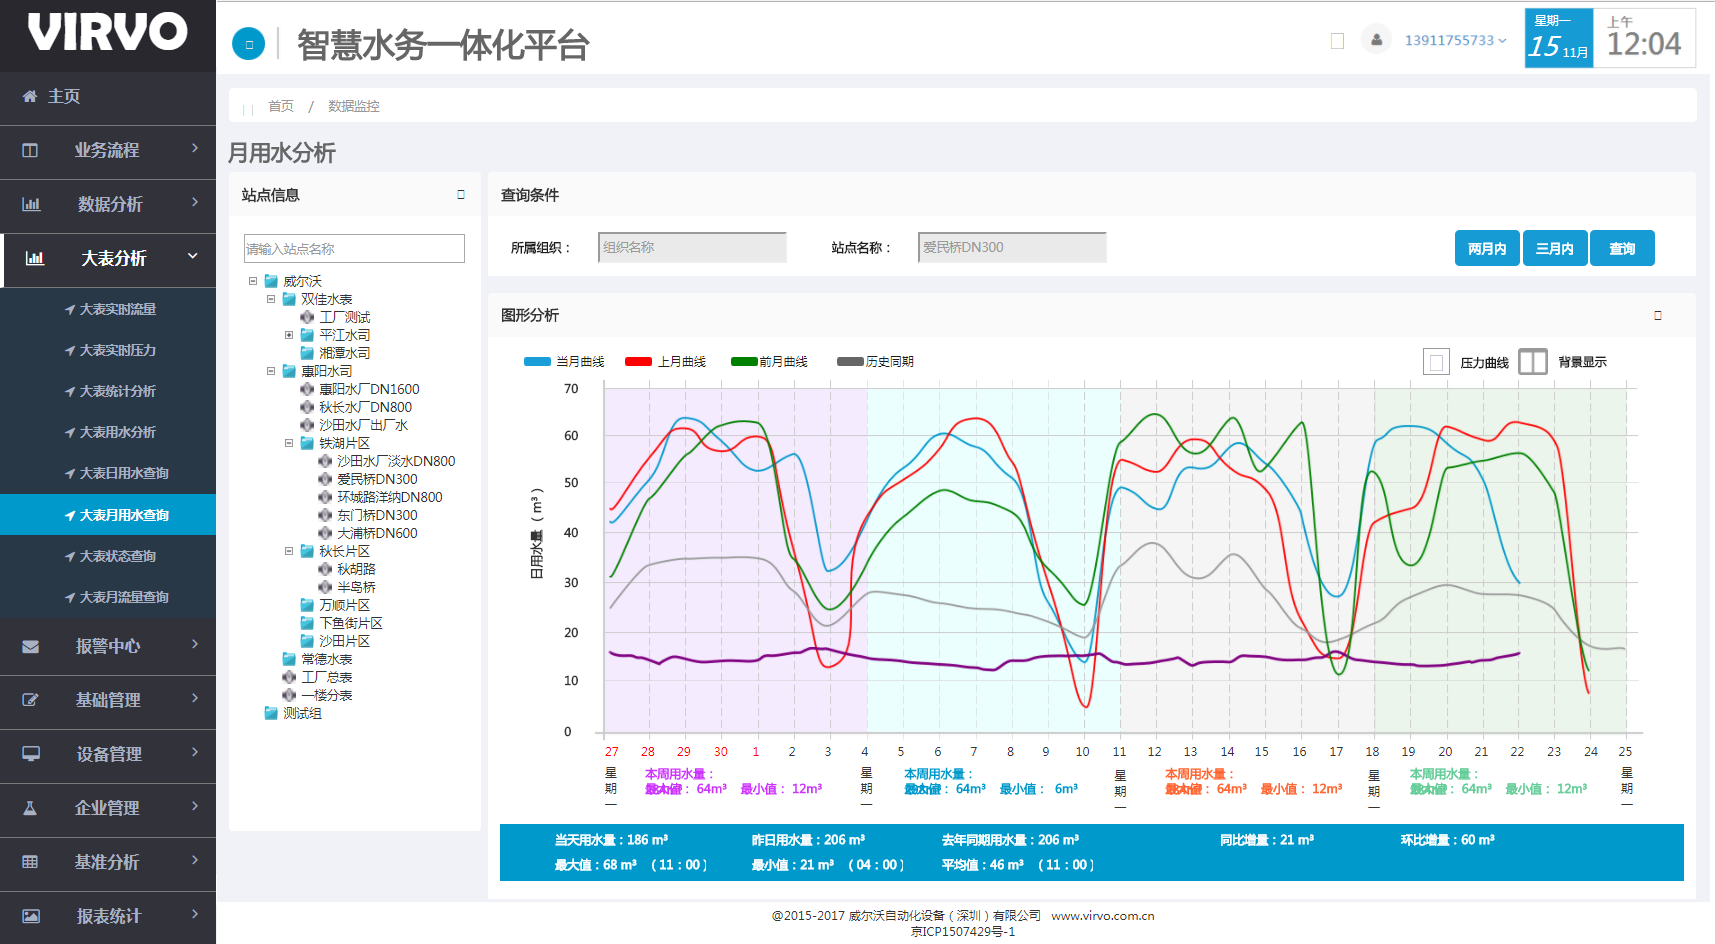 VIRVO
智慧水务一体化平台
13911755733
星期一
15 11月
上午
12:04
主页
业务流程
数据分析
大表分析
大表实时流量
大表实时压力
大表统计分析
大表用水分析
大表日用水查询
大表月用水查询
大表状态查询
大表月流量查询
报警中心
基础管理
设备管理
企业管理
基准分析
报表统计
首页 / 数据监控
月用水分析
站点信息
请输入站点名称
威尔沃
双佳水表
工厂测试
平江水司
湘潭水司
惠阳水司
惠阳水厂DN1600
秋长水厂DN800
沙田水厂出厂水
铁湖片区
沙田水厂淡水DN800
爱民桥DN300
环城路洋纳DN800
东门桥DN300
大浦桥DN600
秋长片区
秋胡路
半岛桥
万顺片区
下鱼街片区
沙田片区
常德水表
工厂总表
一楼分表
测试组
查询条件
所属组织： 组织名称 站点名称： 爱民桥DN300 两月内 三月内 查询
图形分析
当月曲线 上月曲线 前月曲线 历史同期 压力曲线 背景显示
日用水量（m³）
70
60
50
40
30
20
10
0
27 28 29 30 1 2 3 4 5 6 7 8 9 10 11 12 13 14 15 16 17 18 19 20 21 22 23 24 25
星期一 星期一 星期一 星期一 星期一
本周用水量： 本周用水量： 本周用水量： 本周用水量：
最大值： 64m³ 最小值： 12m³ 最大值： 64m³ 最小值： 6m³ 最大值： 64m³ 最小值： 12m³ 最大值： 64m³ 最小值： 12m³
当天用水量：186 m³ 昨日用水量：206 m³ 去年同期用水量：206 m³ 同比增量：21 m³ 环比增量：60 m³
最大值：68 m³ （11：00） 最小值：21 m³ （04：00） 平均值：46 m³ （11：00）
@2015-2017 威尔沃自动化设备（深圳）有限公司 www.virvo.com.cn
京ICP1507429号-1